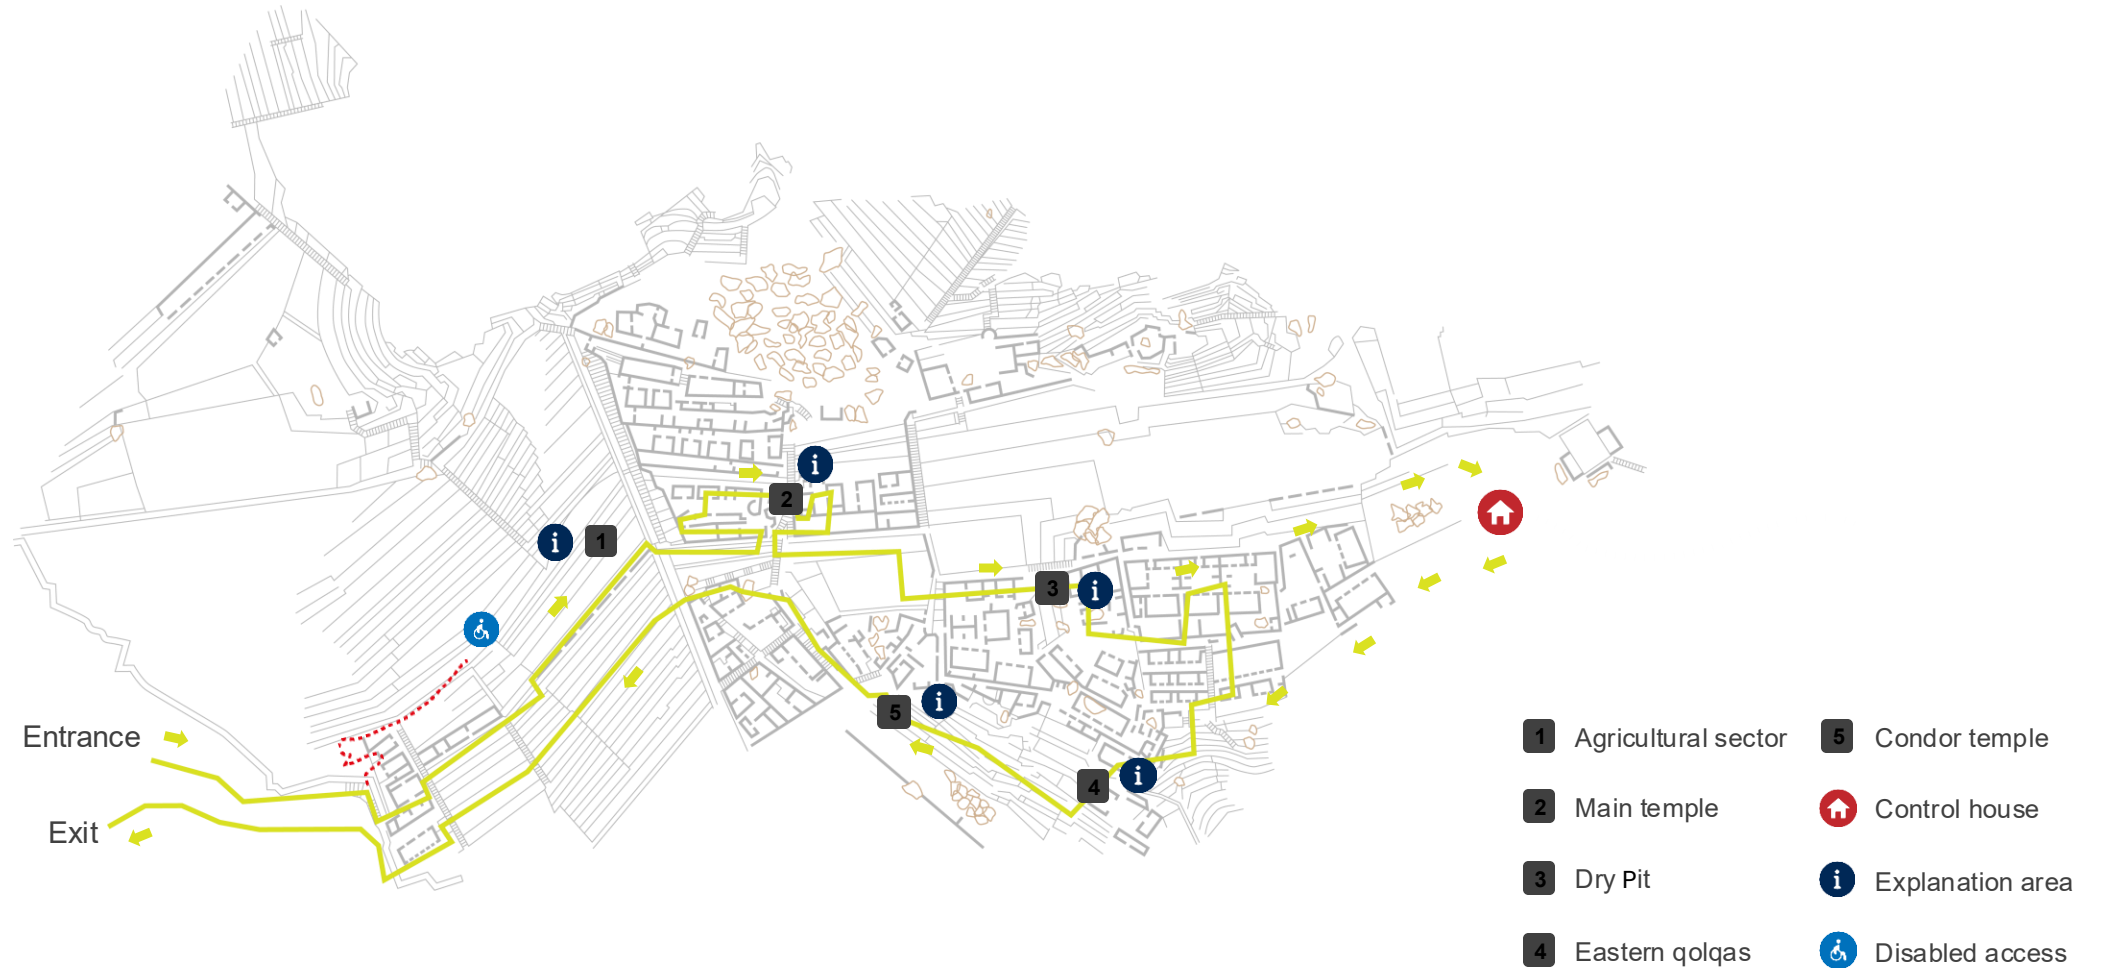 i
2
i
1
3
i
5
i
4
i
Entrance
Exit
1 Agricultural sector
2 Main temple
3 Dry Pit
4 Eastern qolqas
5 Condor temple
Control house
i Explanation area
Disabled access